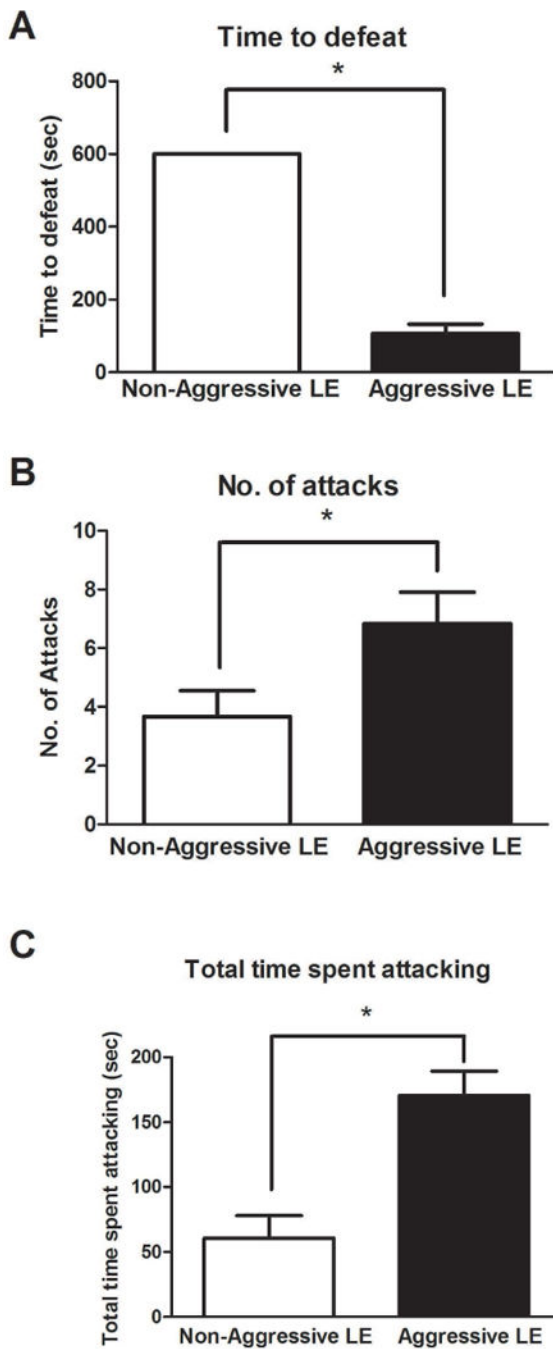 A
Time to defeat
*
Time to defeat (sec)
800
600
400
200
0
Non-Aggressive LE
Aggressive LE
B
No. of attacks
*
No. of Attacks
10
8
6
4
2
0
Non-Aggressive LE
Aggressive LE
C
Total time spent attacking
*
Total time spent attacking (sec)
200
150
100
50
0
Non-Aggressive LE
Aggressive LE